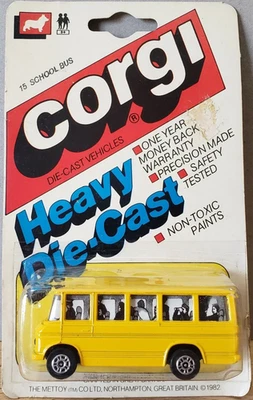 15 SCHOOL BUS
corgi
®
DIE-CAST VEHICLES
ONE YEAR
MONEY BACK
WARRANTY
PRECISION MADE
SAFETY
TESTED
NON-TOXIC
PAINTS
Heavy
Die-Cast
THE METTOY (TM) CO LTD, NORTHAMPTON, GREAT BRITAIN. © 1982